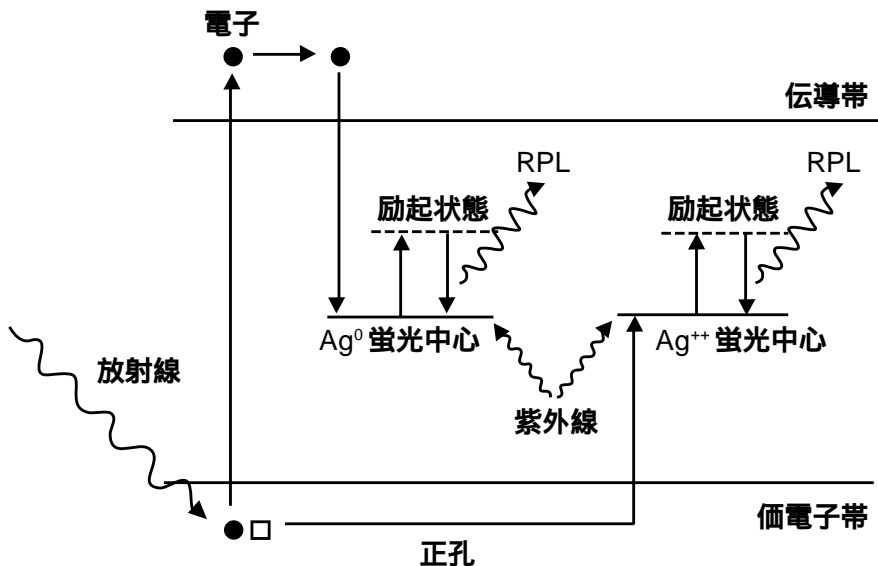 電子
伝導帯
RPL
RPL
励起状態
励起状態
Ag⁰ 蛍光中心
Ag⁺⁺ 蛍光中心
放射線
紫外線
価電子帯
正孔